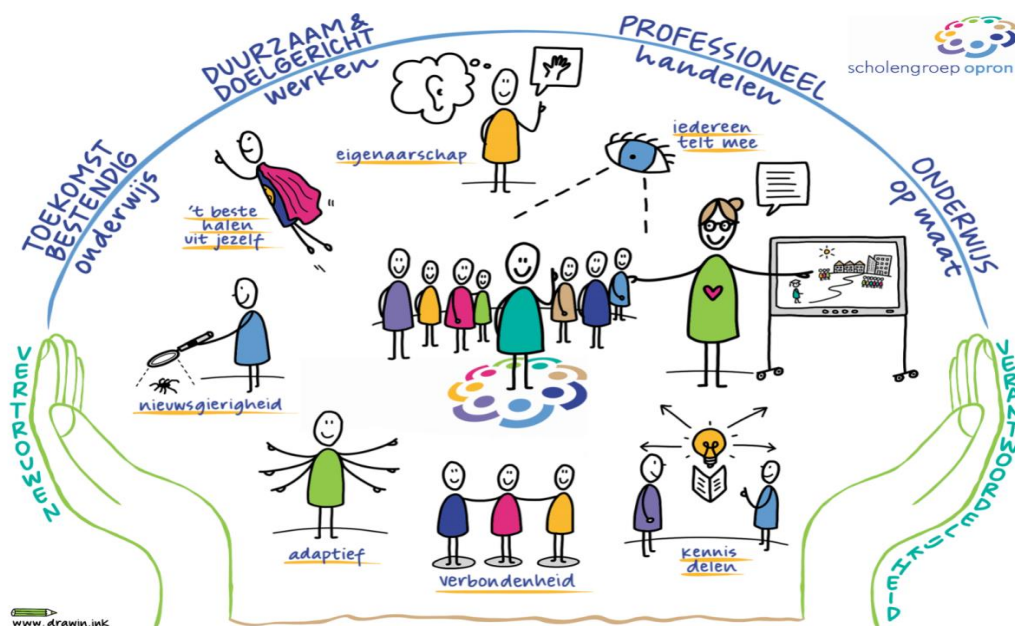 TOEKOMST
BESTENDIG
onderwijs
DUURZAAM &
DOELGERICHT
werken
PROFESSIONEEL
handelen
ONDERWIJS
op maat
scholengroep opron
eigenaarschap
iedereen
telt mee
't beste
halen
uit jezelf
nieuwsgierigheid
adaptief
verbondenheid
kennis
delen
VERTROUWEN
VERANTWOORDELIJKHEID
www.drawin.ink